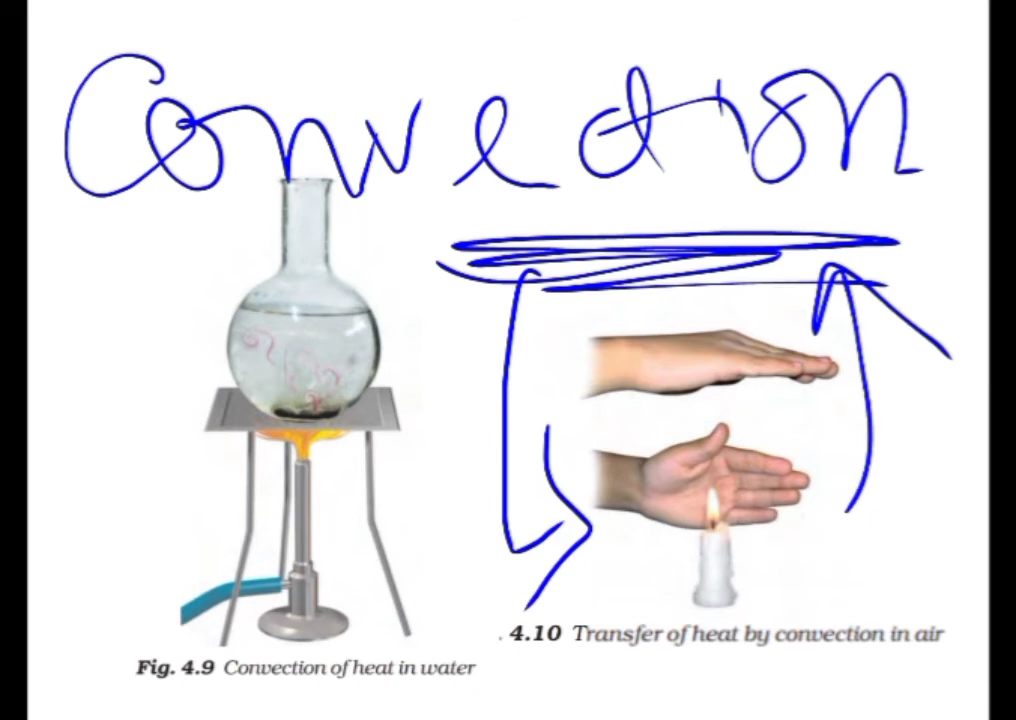 Convection
. 4.10 Transfer of heat by convection in air
Fig. 4.9 Convection of heat in water